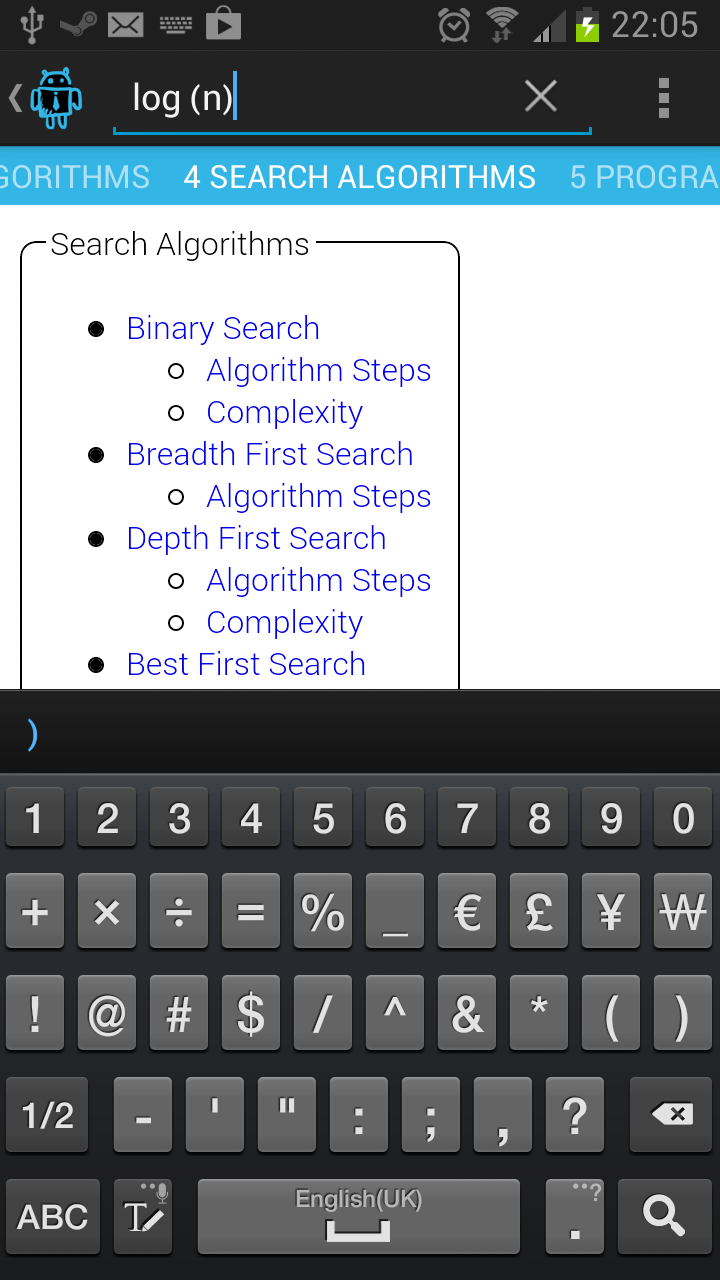 22:05
log (n)
GORITHMS 4 SEARCH ALGORITHMS 5 PROGRA
Search Algorithms
Binary Search
Algorithm Steps
Complexity
Breadth First Search
Algorithm Steps
Depth First Search
Algorithm Steps
Complexity
Best First Search
)
1 2 3 4 5 6 7 8 9 0
+ × ÷ = % _ € £ ¥ ₩
! @ # $ / ^ & * ( )
1/2 - ' " : ; , ?
ABC T English(UK) . ?